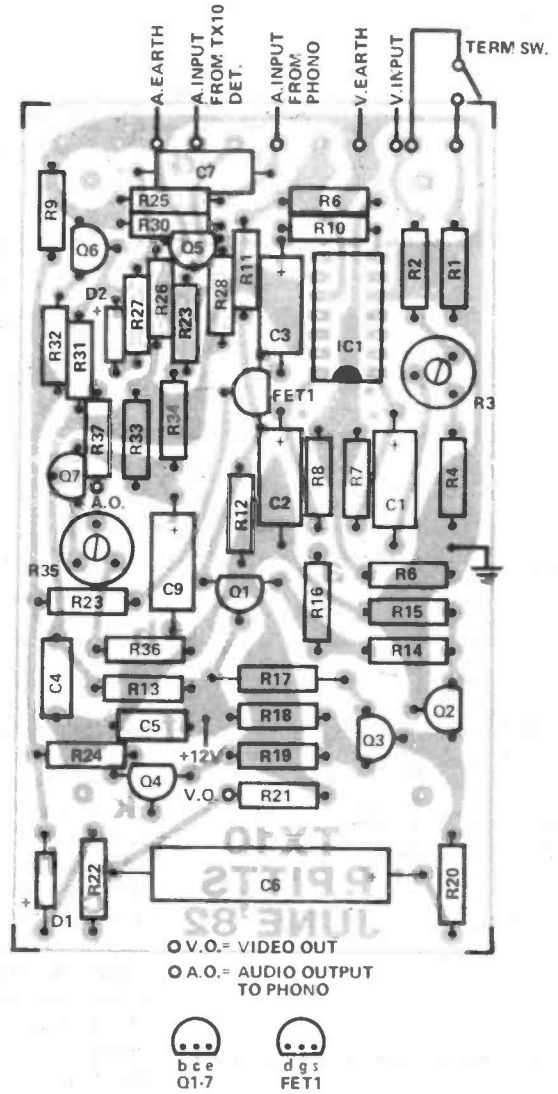 A.EARTH
A.INPUT
FROM TX10
DET.
A.INPUT
FROM
PHONO
V.EARTH
V.INPUT
TERM SW.
C7
R9
R25
R6
R30
R10
Q6
Q5
R11
R2
R1
D2
+
R27
R26
R23
R28
+
C3
IC1
R32
R31
R3
FET1
R37
R33
R34
+
+
Q7
A.O.
R12
C2
R8
R7
C1
R4
+
R35
C9
Q1
R16
R6
R23
R15
R36
R14
C4
R13
R17
C5
R18
Q2
+12V
Q3
R24
R19
Q4
V.O.
R21
K
TX10
P.PITTS
JUNE '82
R22
C6
+
R20
+
D1
O V.O.= VIDEO OUT
O A.O.= AUDIO OUTPUT
TO PHONO
b c e
Q1-7
d g s
FET1